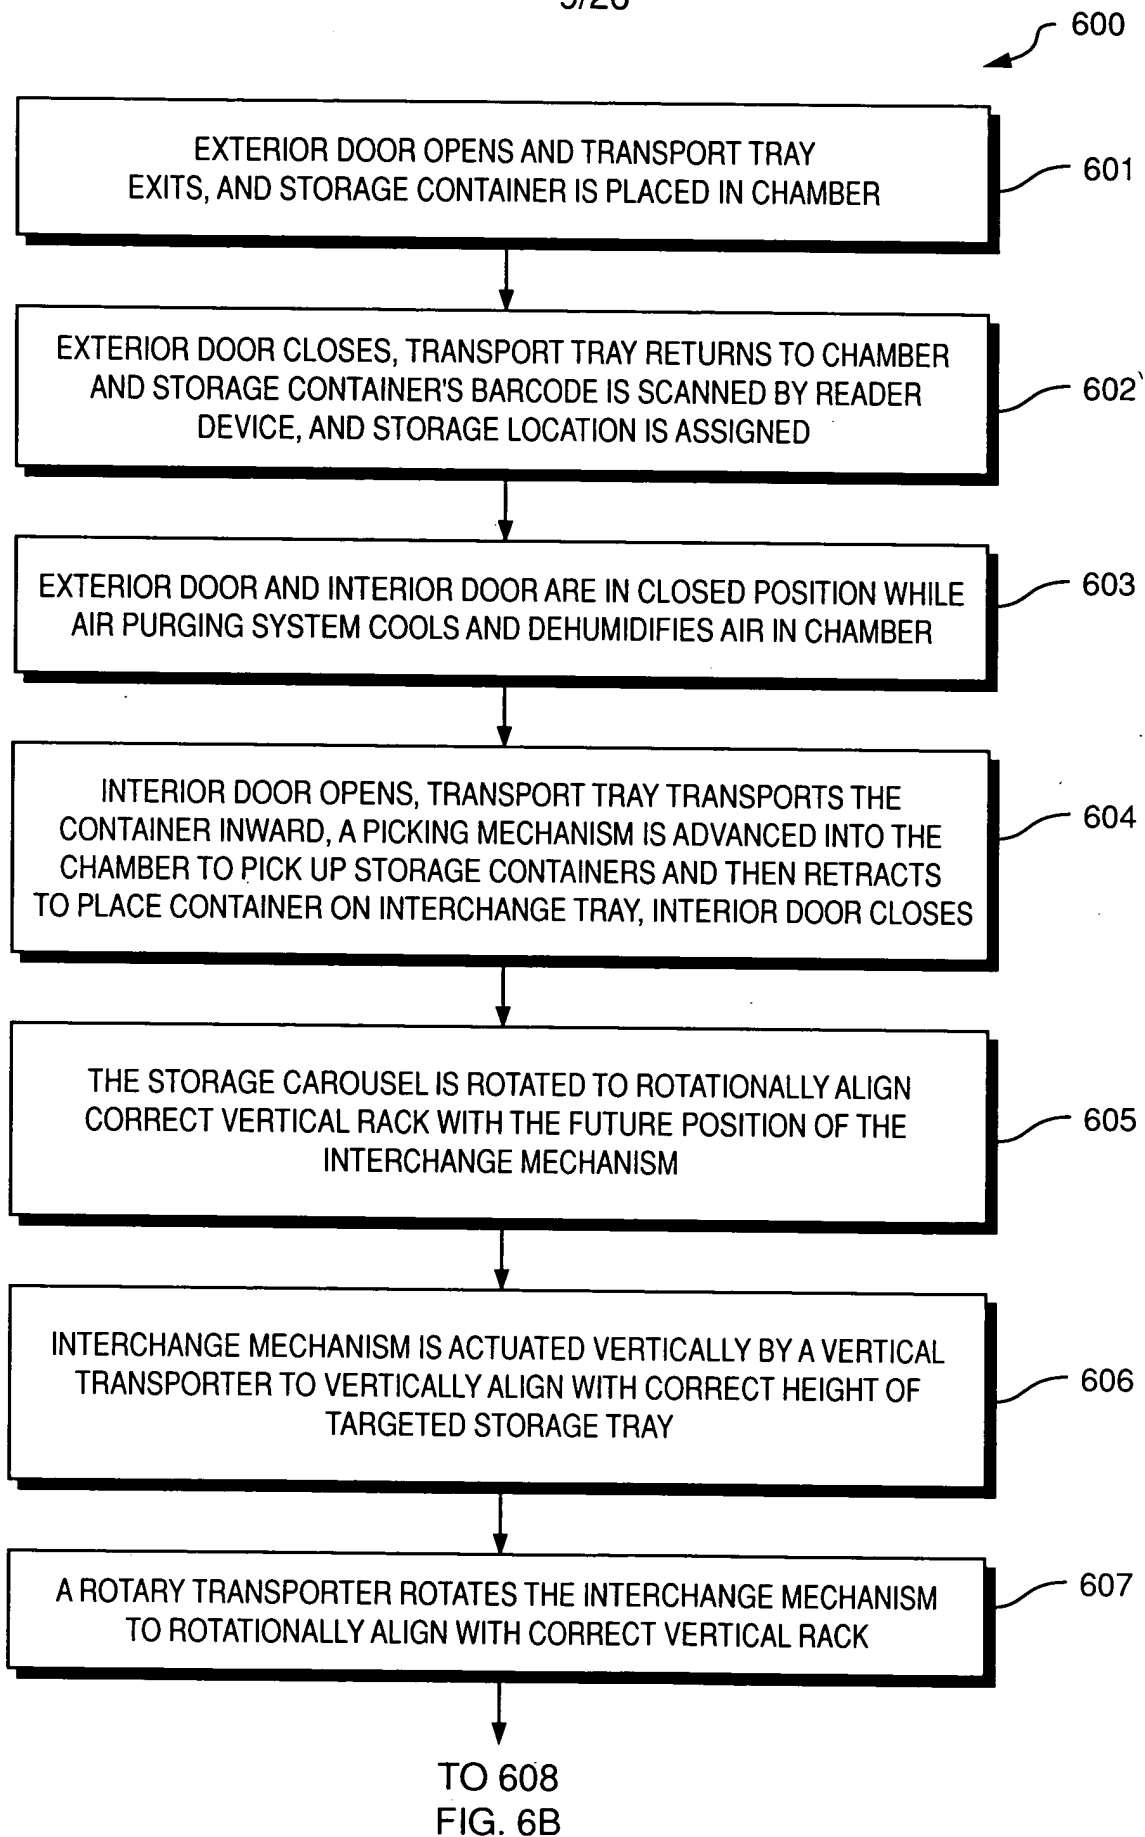 9/26
600
EXTERIOR DOOR OPENS AND TRANSPORT TRAY
EXITS, AND STORAGE CONTAINER IS PLACED IN CHAMBER
601
EXTERIOR DOOR CLOSES, TRANSPORT TRAY RETURNS TO CHAMBER
AND STORAGE CONTAINER'S BARCODE IS SCANNED BY READER
DEVICE, AND STORAGE LOCATION IS ASSIGNED
602
EXTERIOR DOOR AND INTERIOR DOOR ARE IN CLOSED POSITION WHILE
AIR PURGING SYSTEM COOLS AND DEHUMIDIFIES AIR IN CHAMBER
603
INTERIOR DOOR OPENS, TRANSPORT TRAY TRANSPORTS THE
CONTAINER INWARD, A PICKING MECHANISM IS ADVANCED INTO THE
CHAMBER TO PICK UP STORAGE CONTAINERS AND THEN RETRACTS
TO PLACE CONTAINER ON INTERCHANGE TRAY, INTERIOR DOOR CLOSES
604
THE STORAGE CAROUSEL IS ROTATED TO ROTATIONALLY ALIGN
CORRECT VERTICAL RACK WITH THE FUTURE POSITION OF THE
INTERCHANGE MECHANISM
605
INTERCHANGE MECHANISM IS ACTUATED VERTICALLY BY A VERTICAL
TRANSPORTER TO VERTICALLY ALIGN WITH CORRECT HEIGHT OF
TARGETED STORAGE TRAY
606
A ROTARY TRANSPORTER ROTATES THE INTERCHANGE MECHANISM
TO ROTATIONALLY ALIGN WITH CORRECT VERTICAL RACK
607
TO 608
FIG. 6B